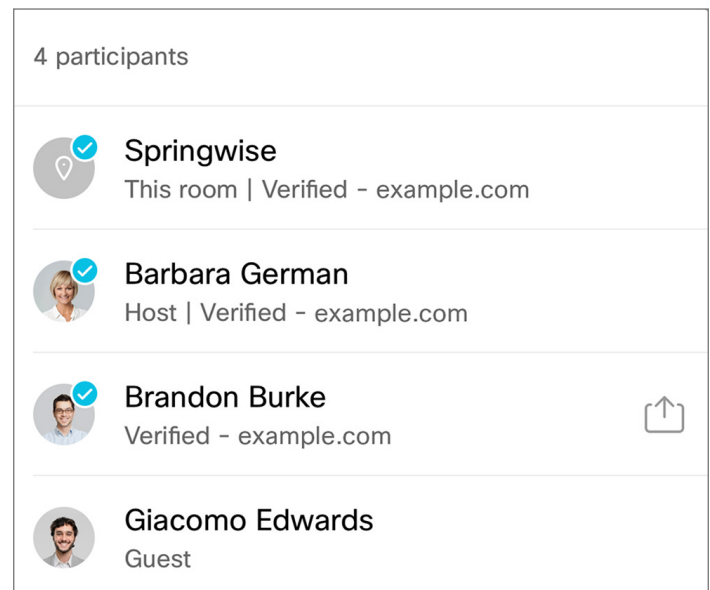 4 participants
Springwise
This room | Verified - example.com
Barbara German
Host | Verified - example.com
Brandon Burke
Verified - example.com
Giacomo Edwards
Guest